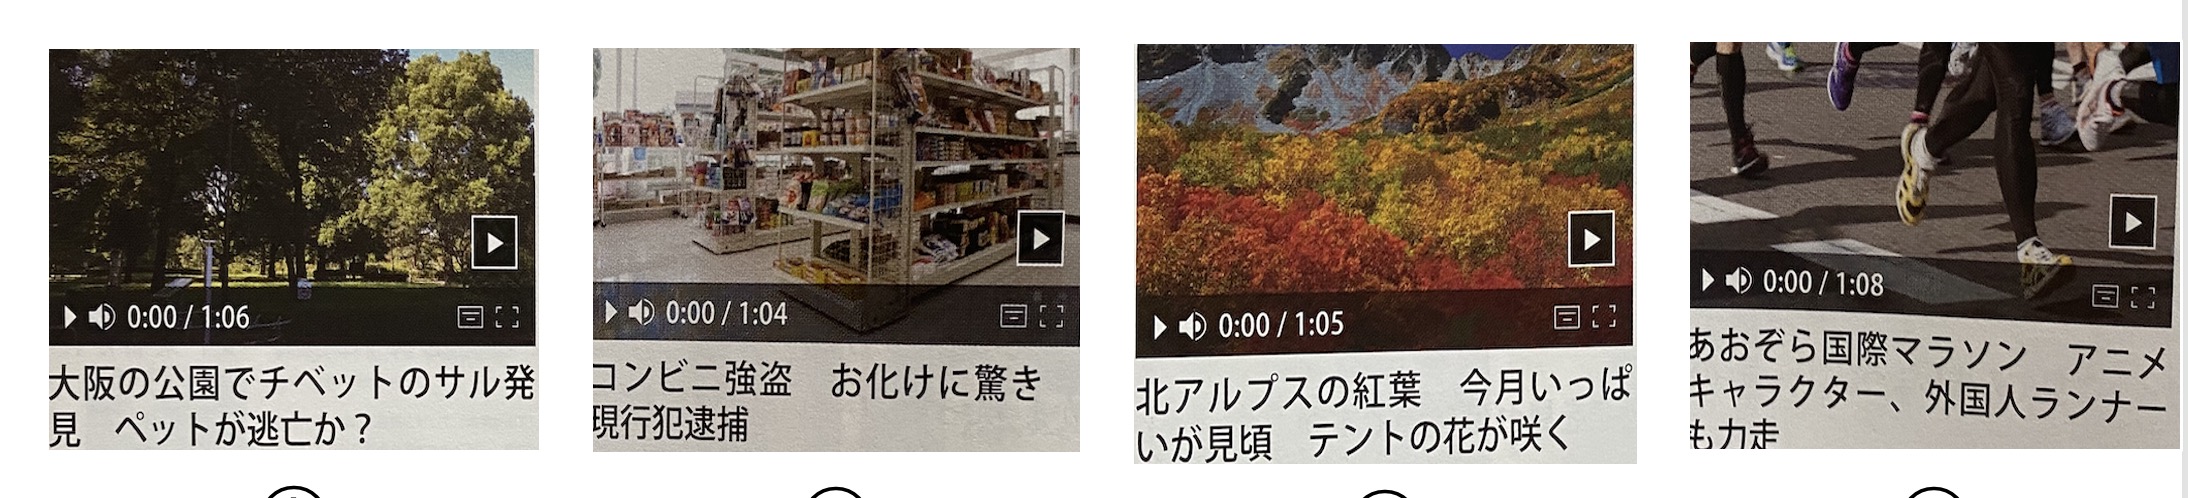 0:00 / 1:06
大阪の公園でチベットのサル発
見　ペットが逃亡か？
0:00 / 1:04
コンビニ強盗　お化けに驚き
現行犯逮捕
0:00 / 1:05
北アルプスの紅葉　今月いっぱ
いが見頃　テントの花が咲く
0:00 / 1:08
あおぞら国際マラソン　アニメ
キャラクター、外国人ランナー
も力走